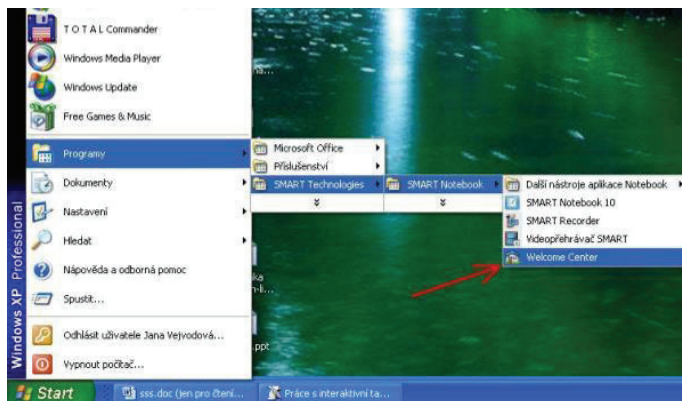 TOTAL Commander
Windows Media Player
Windows Update
Free Games & Music
Programy
Dokumenty
Nastavení
Hledat
Nápověda a odborná pomoc
Spustit...
Odhlásit uživatele Jana Vejvodová...
Vypnout počítač...
Windows XP Professional
Microsoft Office
Příslušenství
SMART Technologies
SMART Notebook
Další nástroje aplikace Notebook
SMART Notebook 10
SMART Recorder
Videopřehrávač SMART
Welcome Center
.ppt
Start
sss.doc (jen pro čtení...
Práce s interaktivní ta...